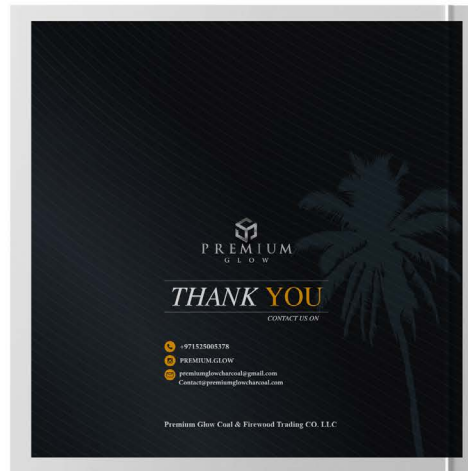 PREMIUM
GLOW
THANK YOU
CONTACT US ON
+971525005378
PREMIUM.GLOW
premiumglowcharcoal@gmail.com
Contact@premiumglowcharcoal.com
Premium Glow Coal & Firewood Trading CO. LLC